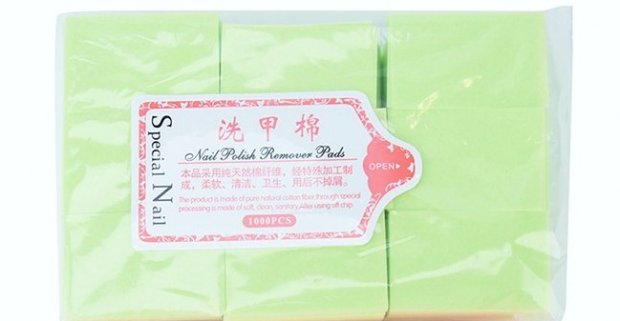 Special Nail
洗甲棉
Nail Polish Remover Pads
本品采用纯天然棉纤维，经特殊加工制
成，柔软、清洁、卫生、用后不掉屑。
The product is made of pure natural cotton fiber,through special
processing is made of soft, clean, sanitary,After using off chip.
1000PCS
OPEN